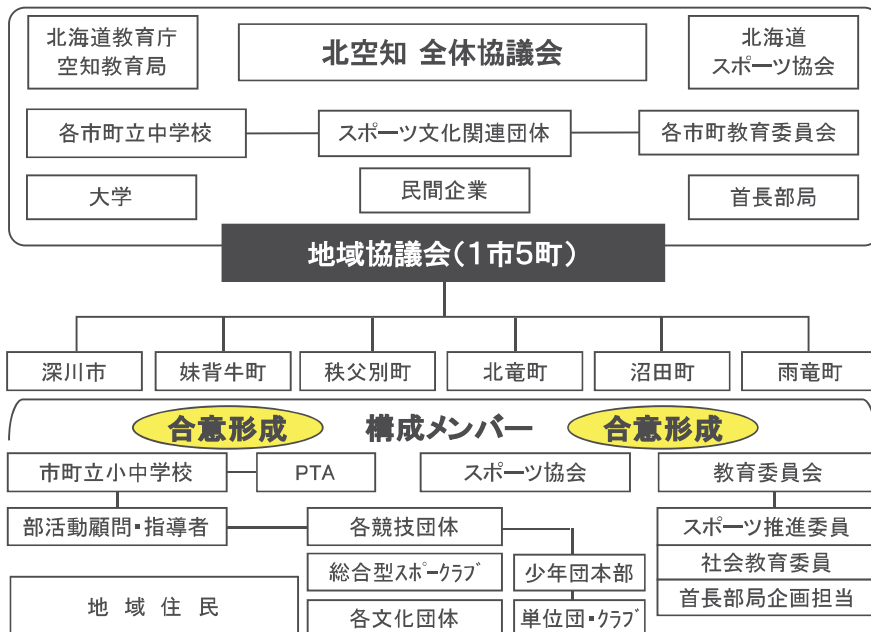 北海道教育庁
空知教育局
北空知 全体協議会
北海道
スポーツ協会
各市町立中学校
スポーツ文化関連団体
各市町教育委員会
大学
民間企業
首長部局
地域協議会(1市5町)
深川市
妹背牛町
秩父別町
北竜町
沼田町
雨竜町
合意形成
構成メンバー
合意形成
市町立小中学校
PTA
スポーツ協会
教育委員会
部活動顧問・指導者
各競技団体
スポーツ推進委員
総合型スポークラブ
少年団本部
社会教育委員
地 域 住 民
各文化団体
単位団・クラブ
首長部局企画担当